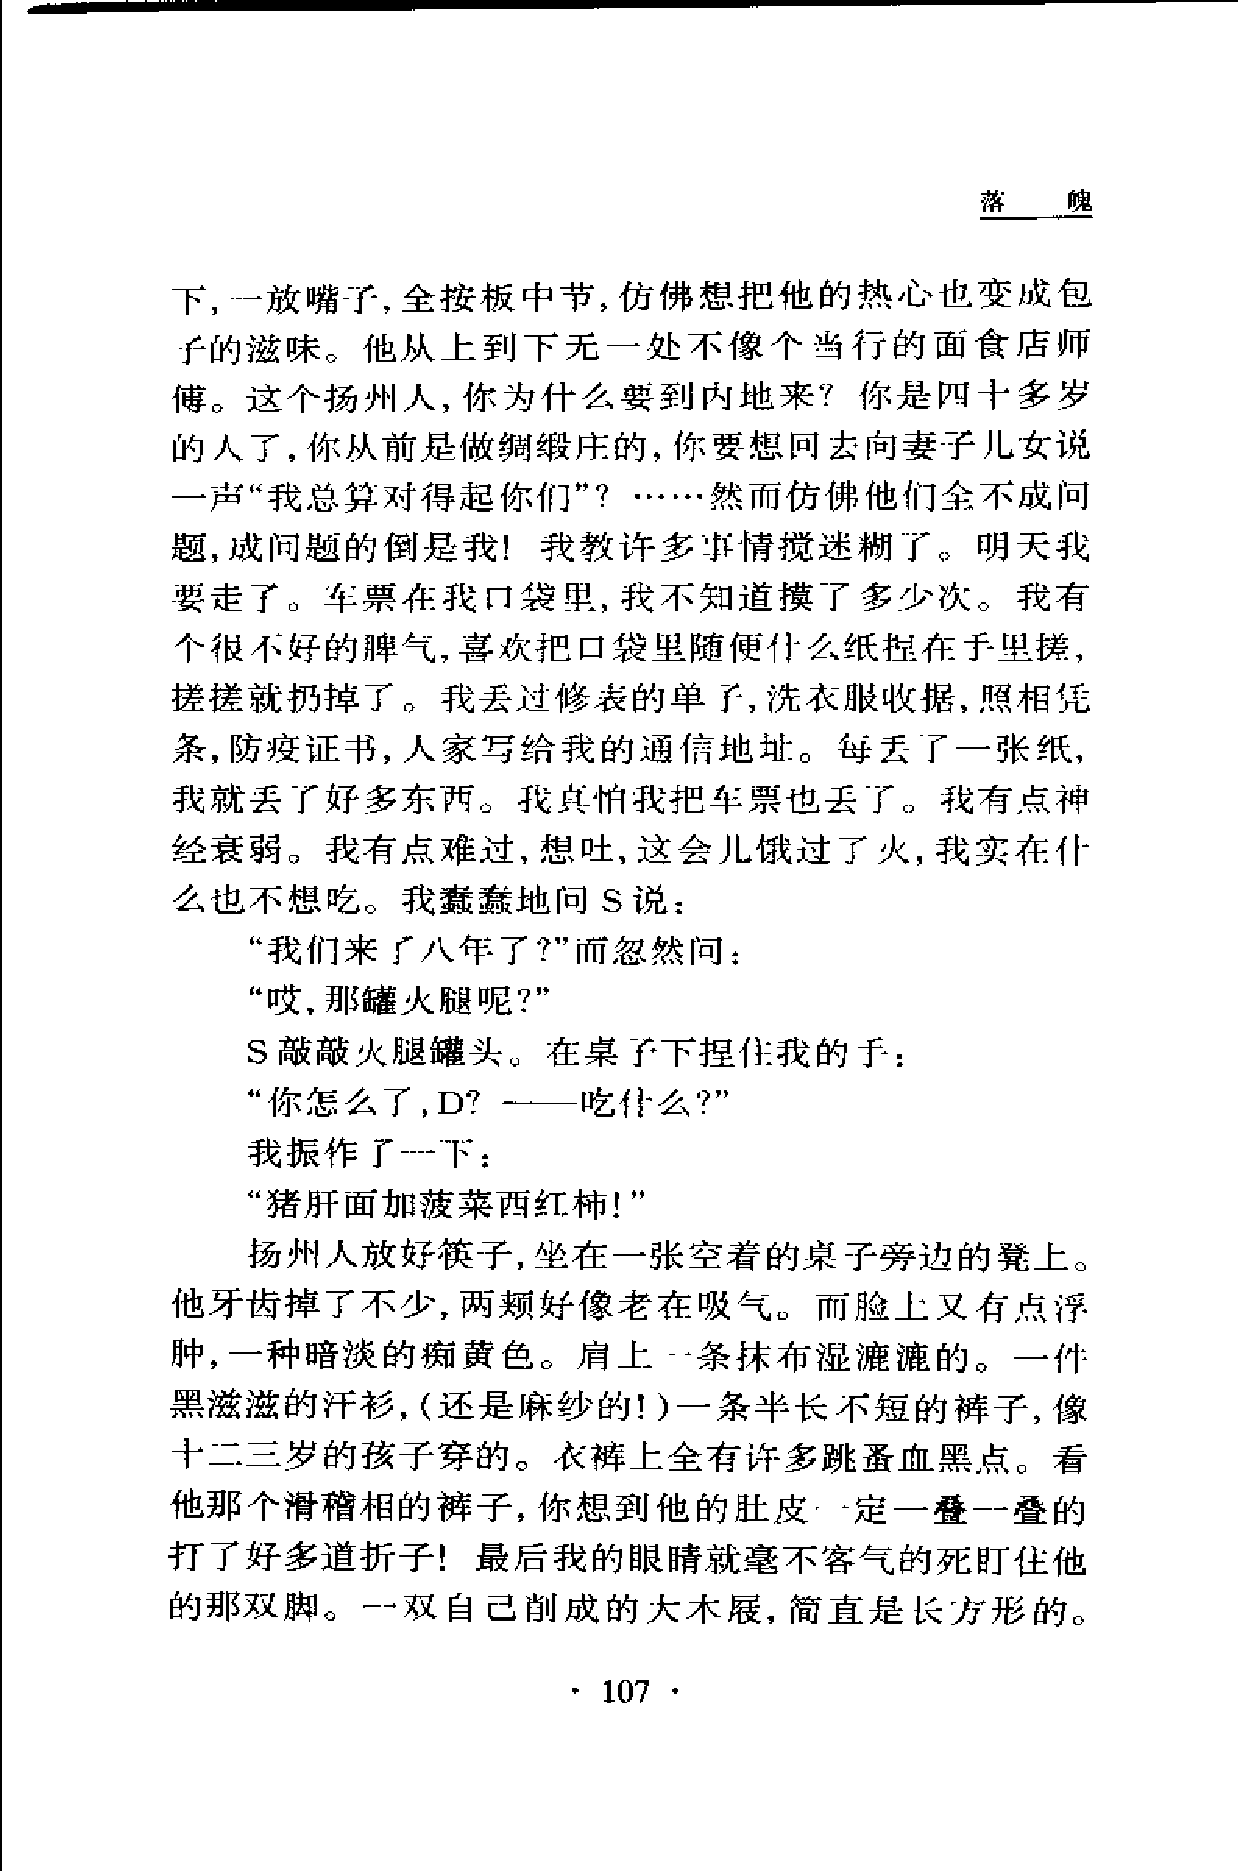 落 魄
下,一放嘴子,全按板中节,仿佛想把他的热心也变成包
子的滋味。他从上到下无一处不像个当行的面食店师
傅。这个扬州人,你为什么要到内地来?你是四十多岁
的人了,你从前是做绸缎庄的,你要想回去向妻子儿女说
一声“我总算对得起你们”?……然而仿佛他们全不成问
题,成问题的倒是我!我教许多事情搅迷糊了。明天我
要走了。车票在我口袋里,我不知道摸了多少次。我有
个很不好的脾气,喜欢把口袋里随便什么纸捏在手里搓,
搓搓就扔掉了。我丢过修表的单子,洗衣服收据,照相凭
条,防疫证书,人家写给我的通信地址。每丢了一张纸,
我就丢了好多东西。我真怕我把车票也丢了。我有点神
经衰弱。我有点难过,想吐,这会儿饿过了火,我实在什
么也不想吃。我蠢蠢地问 S 说:
“我们来了八年了?”而忽然问:
“哎,那罐火腿呢?”
S 敲敲火腿罐头。在桌子下捏住我的手:
“你怎么了,D?——吃什么?”
我振作了一下:
“猪肝面加菠菜西红柿!”
扬州人放好筷子,坐在一张空着的桌子旁边的凳上。
他牙齿掉了不少,两颊好像老在吸气。而脸上又有点浮
肿,一种暗淡的痴黄色。肩上一条抹布湿漉漉的。一件
黑滋滋的汗衫,(还是麻纱的!)一条半长不短的裤子,像
十二三岁的孩子穿的。衣裤上全有许多跳蚤血黑点。看
他那个滑稽相的裤子,你想到他的肚皮一定一叠一叠的
打了好多道折子!最后我的眼睛就毫不客气的死盯住他
的那双脚。一双自己削成的大木屐,简直是长方形的。
· 107 ·